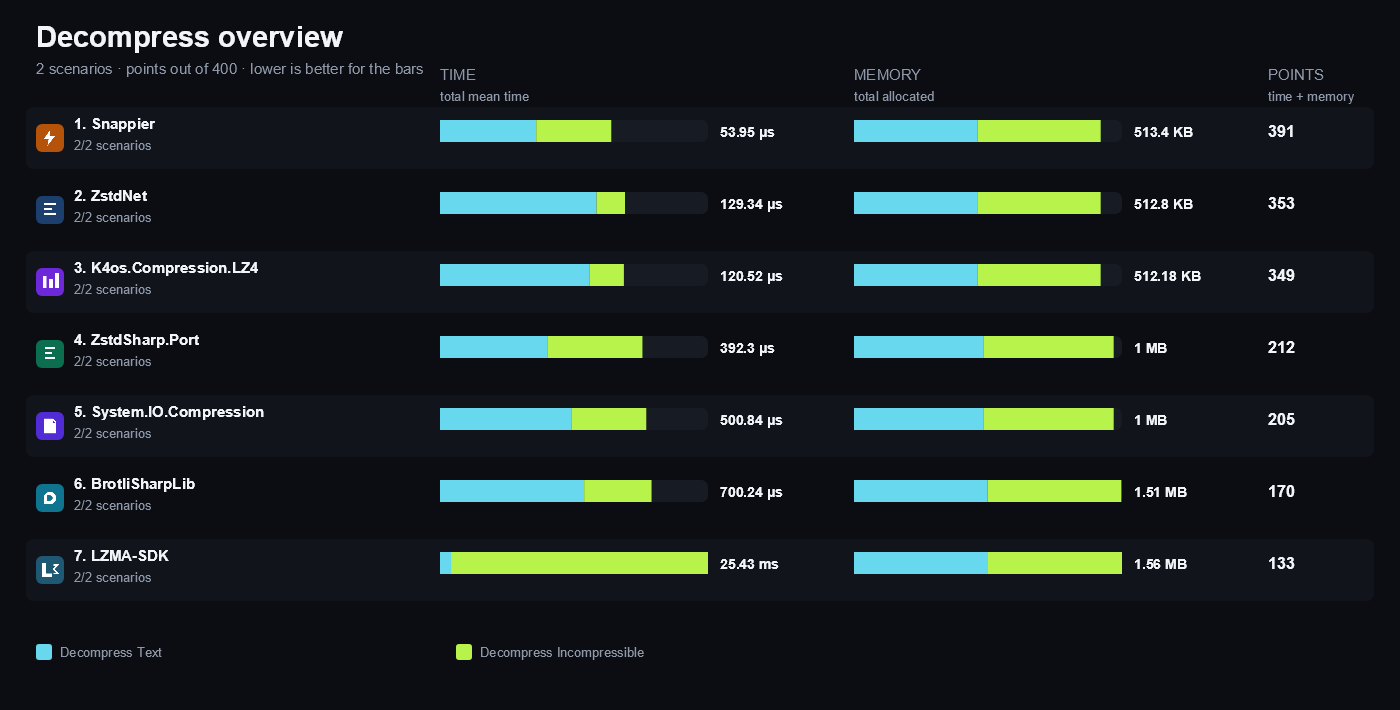 Decompress overview
2 scenarios · points out of 400 · lower is better for the bars
TIME
total mean time
MEMORY
total allocated
POINTS
time + memory
1. Snappier
2/2 scenarios
53.95 µs
513.4 KB
391
2. ZstdNet
2/2 scenarios
129.34 µs
512.8 KB
353
3. K4os.Compression.LZ4
2/2 scenarios
120.52 µs
512.18 KB
349
4. ZstdSharp.Port
2/2 scenarios
392.3 µs
1 MB
212
5. System.IO.Compression
2/2 scenarios
500.84 µs
1 MB
205
6. BrotliSharpLib
2/2 scenarios
700.24 µs
1.51 MB
170
7. LZMA-SDK
2/2 scenarios
25.43 ms
1.56 MB
133
Decompress Text
Decompress Incompressible